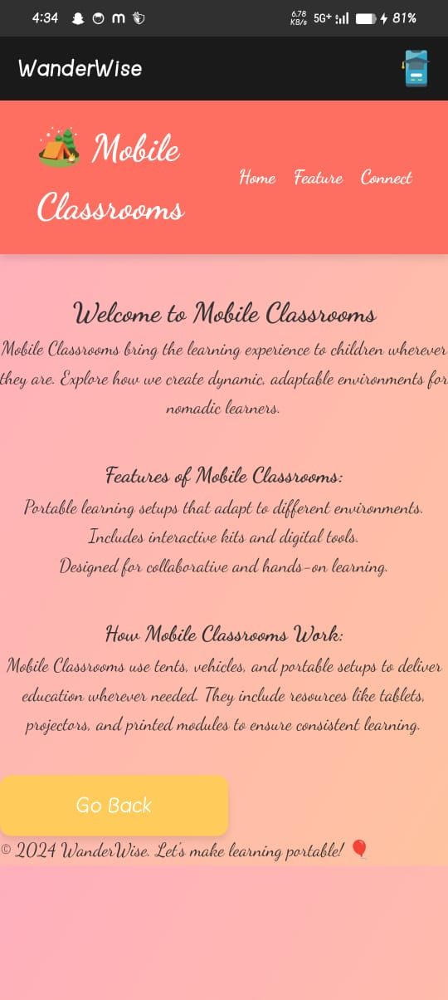 4:34
6.78 KB/s 5G+ 81%
WanderWise
Mobile Classrooms
Home Feature Connect
Welcome to Mobile Classrooms
Mobile Classrooms bring the learning experience to children wherever
they are. Explore how we create dynamic, adaptable environments for
nomadic learners.
Features of Mobile Classrooms:
Portable learning setups that adapt to different environments.
Includes interactive kits and digital tools.
Designed for collaborative and hands-on learning.
How Mobile Classrooms Work:
Mobile Classrooms use tents, vehicles, and portable setups to deliver
education wherever needed. They include resources like tablets,
projectors, and printed modules to ensure consistent learning.
Go Back
© 2024 WanderWise. Let's make learning portable! 🎈